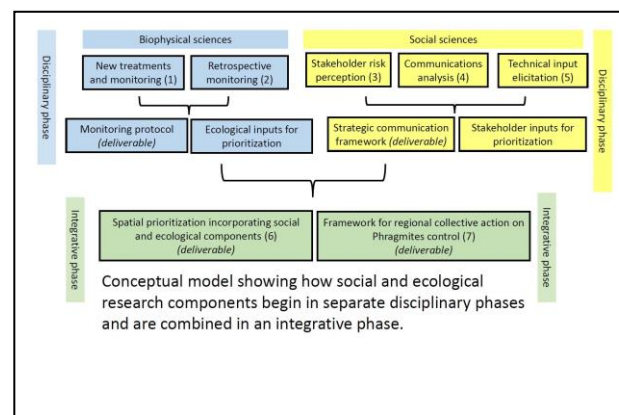 Biophysical sciences
Social sciences
Disciplinary phase
New treatments
and monitoring (1)
Retrospective
monitoring (2)
Stakeholder risk
perception (3)
Communications
analysis (4)
Technical input
elicitation (5)
Disciplinary phase
Monitoring protocol
(deliverable)
Ecological inputs for
prioritization
Strategic communication
framework (deliverable)
Stakeholder inputs for
prioritization
Integrative phase
Spatial prioritization incorporating social
and ecological components (6)
(deliverable)
Framework for regional collective action on
Phragmites control (7)
(deliverable)
Integrative phase
Conceptual model showing how social and ecological
research components begin in separate disciplinary phases
and are combined in an integrative phase.